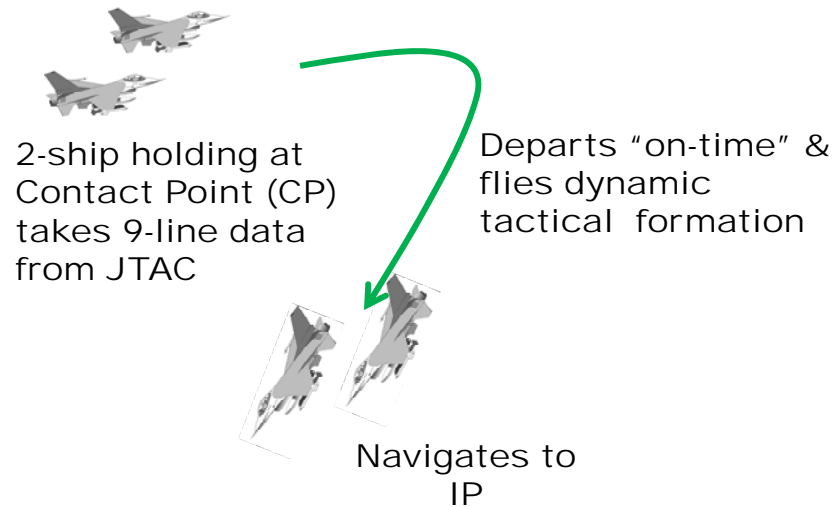 2-ship holding at
Contact Point (CP)
takes 9-line data
from JTAC
Departs “on-time” &
flies dynamic
tactical formation
Navigates to
IP